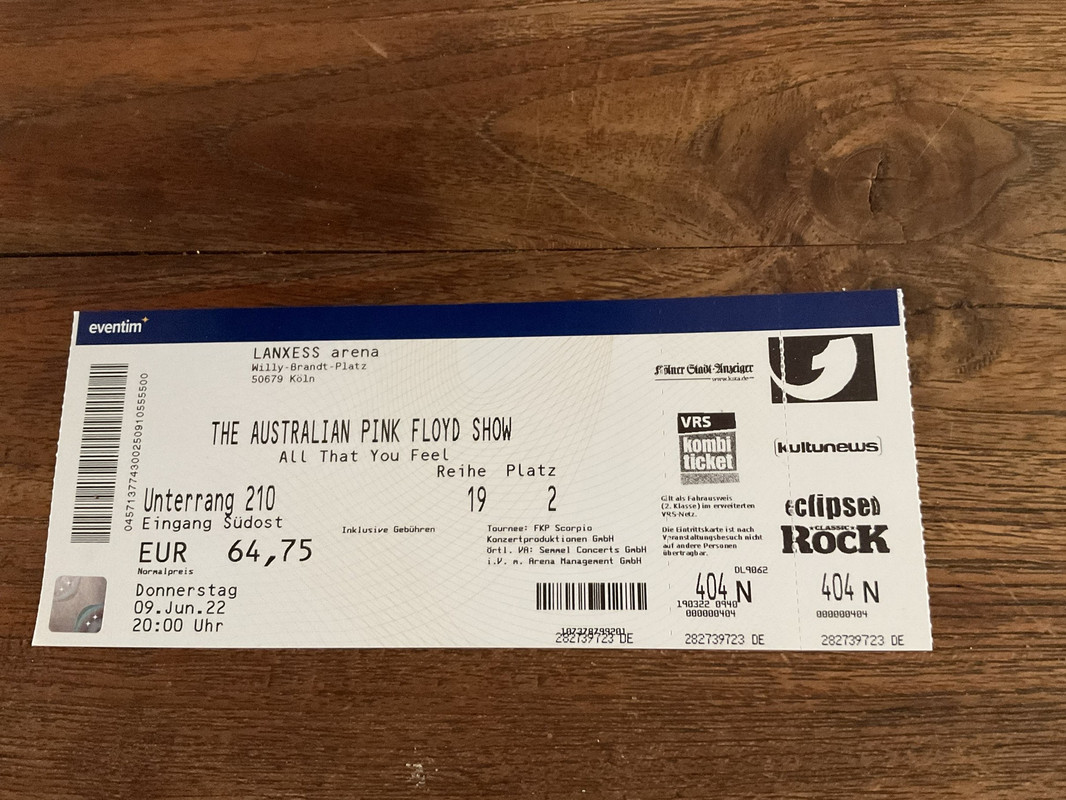 eventim
LANXESS arena
Willy-Brandt-Platz
50679 Köln
0457137743002509105555500
THE AUSTRALIAN PINK FLOYD SHOW
All That You Feel
Reihe Platz
Unterrang 210 19 2
Eingang Südost
Inklusive Gebühren
EUR 64,75
Normalpreis
Donnerstag
09.Jun.22
20:00 Uhr
Tournee: FKP Scorpio
Konzertproduktionen GmbH
örtl. VA: Semmel Concerts GmbH
i.V. m. Arena Management GmbH
282739723 DE
Stadt-Anzeiger
www.ksta.de
VRS
kombi
ticket
Gilt als Fahrausweis
(2. Klasse) im erweiterten
VRS-Netz.
Die Eintrittskarte ist nach
Veranstaltungsbesuch nicht
auf andere Personen
übertragbar.
DL9062
404 N
190322 0940
000000404
282739723 DE
kulturnews
eclipsed
CLASSIC
ROCK
404 N
000000404
282739723 DE